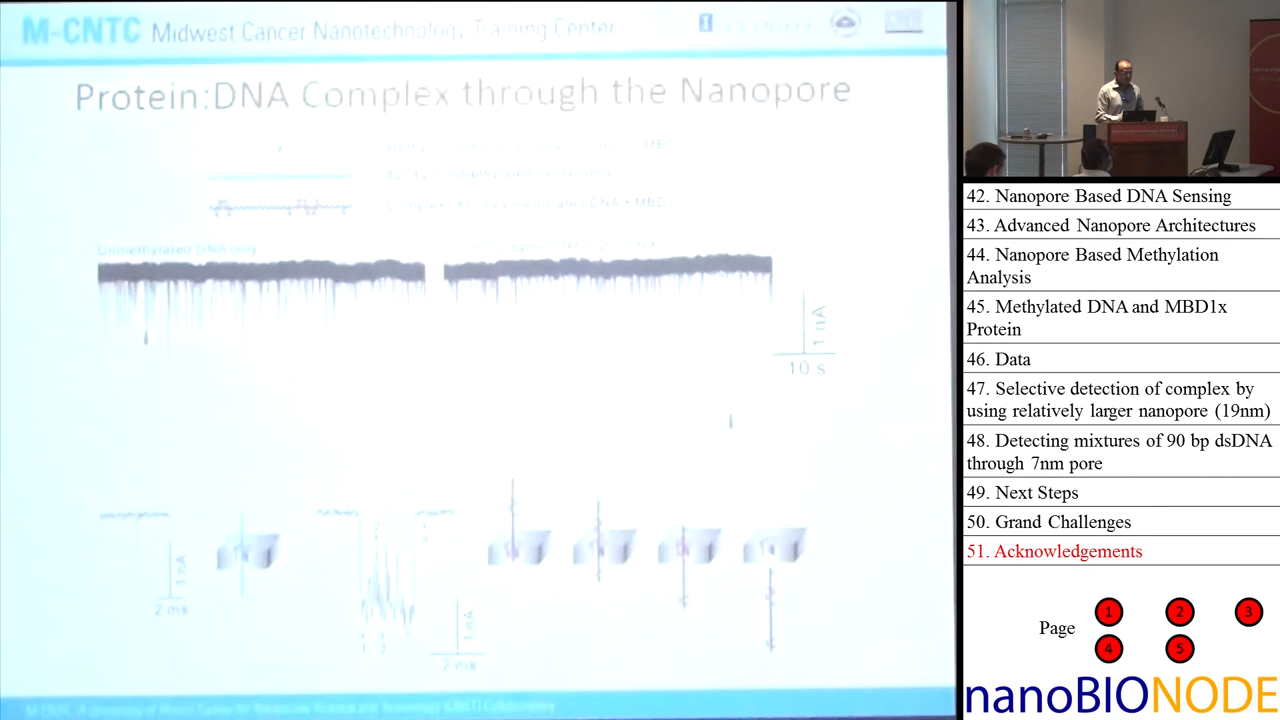 M-CNTC Midwest Cancer Nanotechnology Training Center
I ILLINOIS
Protein:DNA Complex through the Nanopore
Unmethylated DNA only
1 nA
10 s
1 nA
2 ms
1 nA
2 ms
42. Nanopore Based DNA Sensing
43. Advanced Nanopore Architectures
44. Nanopore Based Methylation
Analysis
45. Methylated DNA and MBD1x
Protein
46. Data
47. Selective detection of complex by
using relatively larger nanopore (19nm)
48. Detecting mixtures of 90 bp dsDNA
through 7nm pore
49. Next Steps
50. Grand Challenges
51. Acknowledgements
Page
1 2 3
4 5
nanoBIONODE